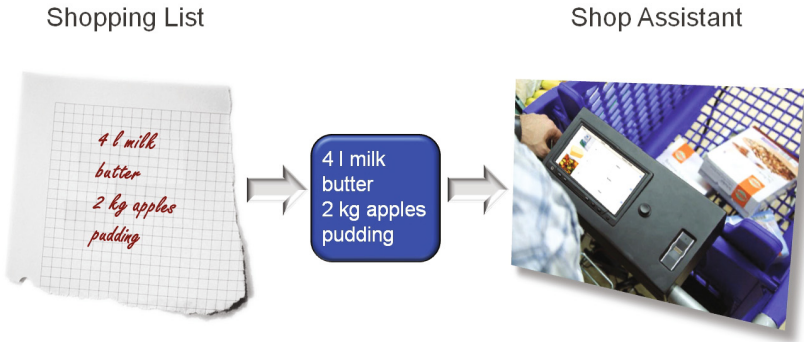 Shopping List
Shop Assistant
4 l milk
butter
2 kg apples
pudding
4 l milk
butter
2 kg apples
pudding